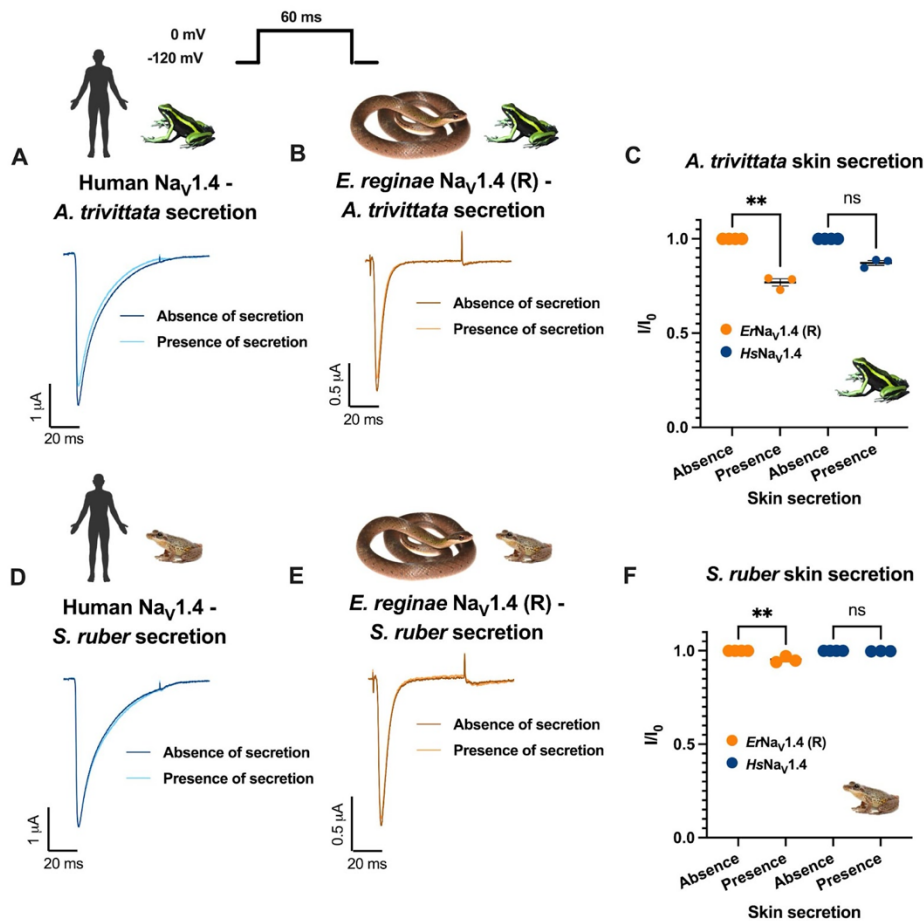 60 ms
0 mV
-120 mV
A
Human NaV1.4 -
A. trivittata secretion
Absence of secretion
Presence of secretion
1 µA
20 ms
B
E. reginae NaV1.4 (R) -
A. trivittata secretion
Absence of secretion
Presence of secretion
0.5 µA
20 ms
C
A. trivittata skin secretion
**
ns
1.0
0.5
0.0
I/I0
ErNaV1.4 (R)
HsNaV1.4
Absence
Presence
Absence
Presence
Skin secretion
D
Human NaV1.4 -
S. ruber secretion
Absence of secretion
Presence of secretion
1 µA
20 ms
E
E. reginae NaV1.4 (R) -
S. ruber secretion
Absence of secretion
Presence of secretion
0.5 µA
20 ms
F
S. ruber skin secretion
**
ns
1.0
0.5
0.0
I/I0
ErNaV1.4 (R)
HsNaV1.4
Absence
Presence
Absence
Presence
Skin secretion